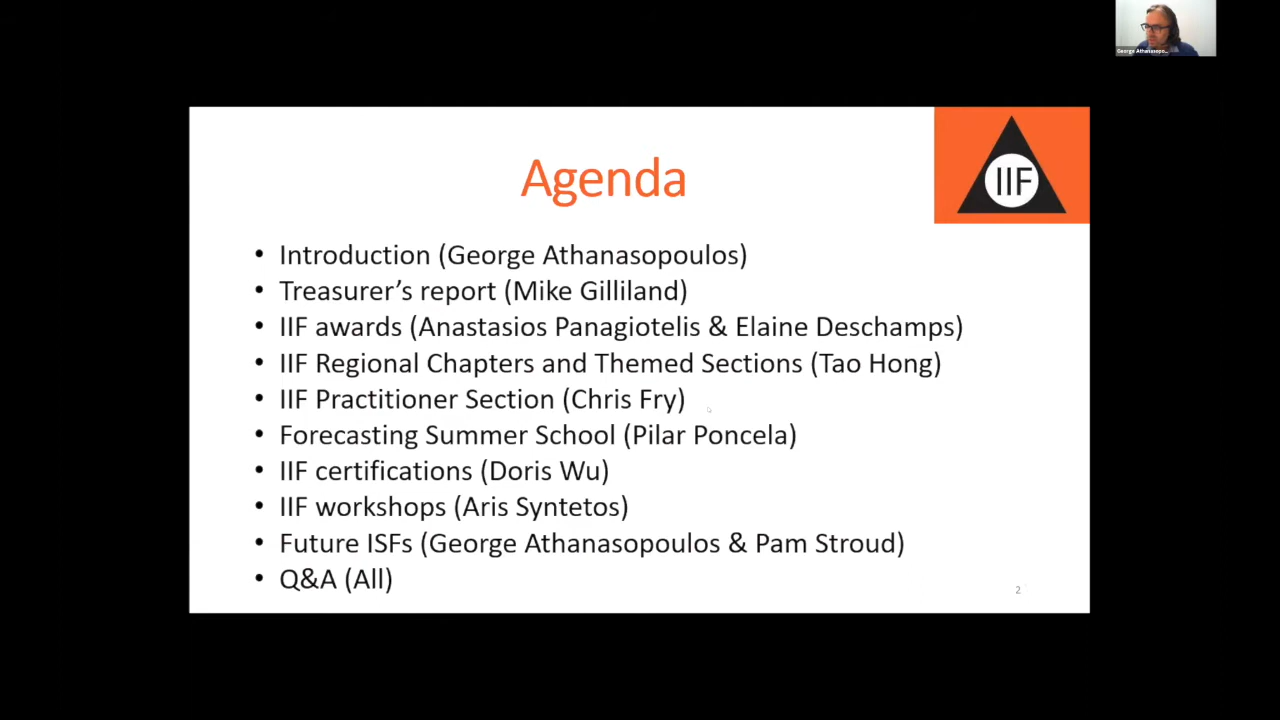 George Athanasopo...
IIF
Agenda
• Introduction (George Athanasopoulos)
• Treasurer’s report (Mike Gilliland)
• IIF awards (Anastasios Panagiotelis & Elaine Deschamps)
• IIF Regional Chapters and Themed Sections (Tao Hong)
• IIF Practitioner Section (Chris Fry)
• Forecasting Summer School (Pilar Poncela)
• IIF certifications (Doris Wu)
• IIF workshops (Aris Syntetos)
• Future ISFs (George Athanasopoulos & Pam Stroud)
• Q&A (All)
2